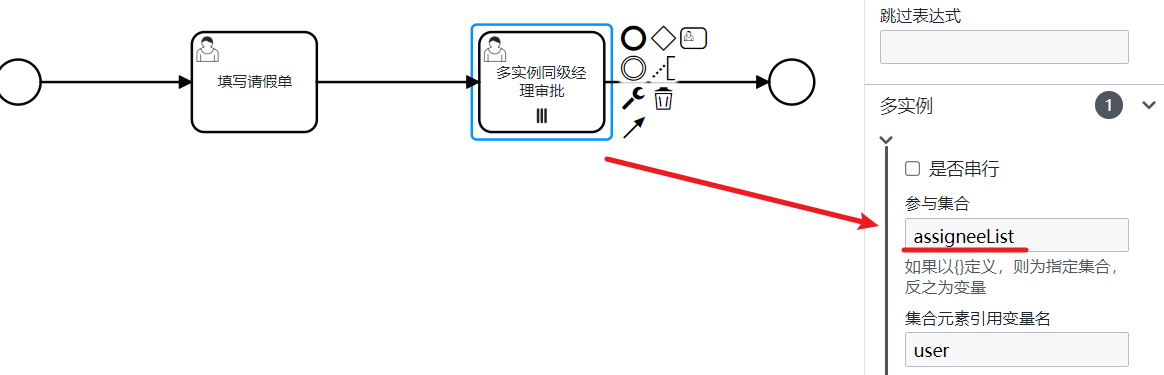 填写请假单
多实例同级经
理审批
跳过表达式
多实例
1
是否串行
参与集合
assigneeList
如果以{}定义，则为指定集合，
反之为变量
集合元素引用变量名
user